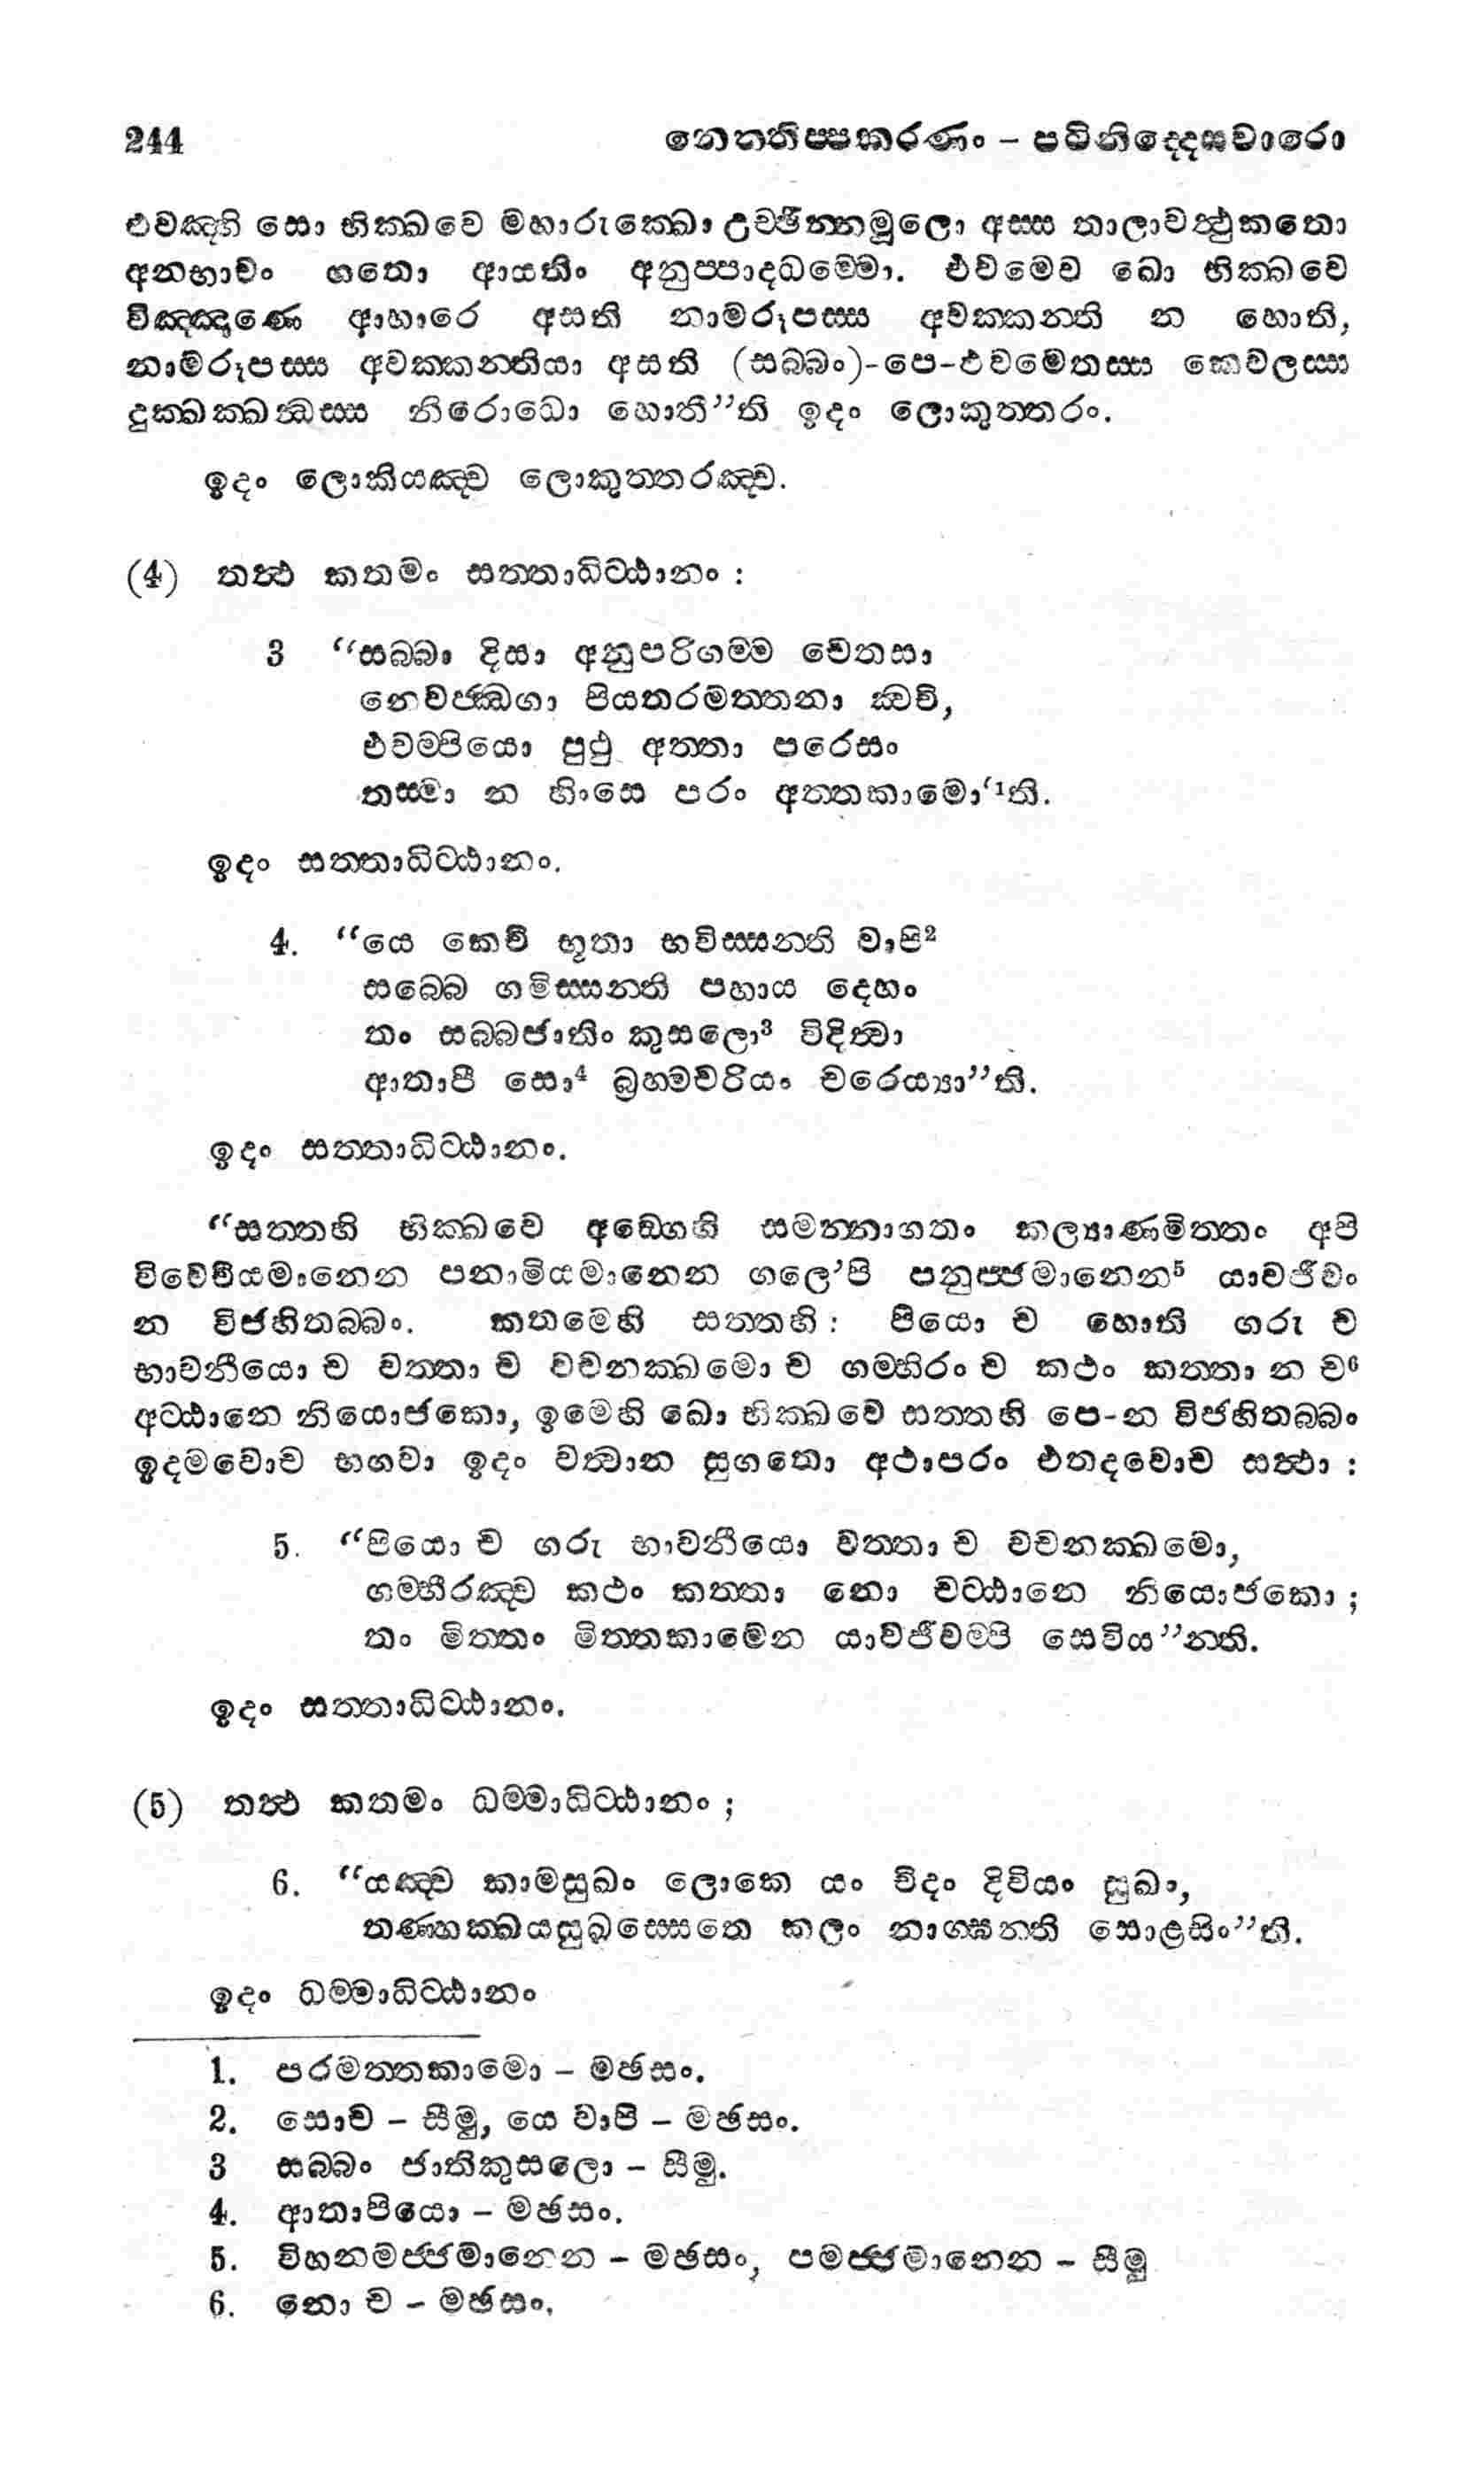 244 නෙත්තිප්පකරණං – පටිනිද්දෙසවාරො
එවඤ්හි සො භික්ඛවෙ මහාරුක්ඛො උච්ඡින්නමූලො අස්ස තාලාවත්ථුකතො
අනභාවං ගතො ආයතිං අනුප්පාදධම්මො. එවමෙව ඛො භික්ඛවෙ
විඤ්ඤාණෙ ආහාරෙ අසති නාමරූපස්ස අවක්කන්ති න හොති,
නාමරූපස්ස අවක්කන්තියා අසති (සබ්බං)-පෙ-එවමෙතස්ස කෙවලස්ස
දුක්ඛක්ඛන්ධස්ස නිරොධො හොතී”ති ඉදං ලොකුත්තරං.
ඉදං ලොකියඤ්ච ලොකුත්තරඤ්ච.
(4) තත්ථ කතමං සත්තාධිට්ඨානං :
3 “සබ්බා දිසා අනුපරිගම්ම චෙතසා
නෙවජ්ඣගා පියතරමත්තනා ක්වචි,
එවම්පියො පුථු අත්තා පරෙසං
තස්මා න හිංසෙ පරං අත්තකාමො‘¹ති.
ඉදං සත්තාධිට්ඨානං.
4. “යෙ කෙචි භූතා භවිස්සන්ති වාපි²
සබ්බෙ ගමිස්සන්ති පහාය දෙහං
තං සබ්බජානිං කුසලො³ විදිත්වා
ආතාපී සො⁴ බ්‍රහ්මචරියං චරෙය්‍යා”ති.
ඉදං සත්තාධිට්ඨානං.
“සත්තහි භික්ඛවෙ අඞ්ගෙහි සමන්නාගතං කල්‍යාණමිත්තං අපි
විවෙච්යමානෙන පනාමියමානෙන ගලෙ’පි පනුජ්ජමානෙන⁵ යාවජීවං
න විජහිතබ්බං. කතමෙහි සත්තහි : පියො ච හොති ගරු ච
භාවනීයො ච වත්තා ච වචනක්ඛමො ච ගම්භිරං ච කථං කත්තා න ච⁶
අට්ඨානෙ නියොජකො, ඉමෙහි ඛො භික්ඛවෙ සත්තහි පෙ-න විජහිතබ්බං
ඉදමවොච භගවා ඉදං වත්වාන සුගතො අථාපරං එතදවොච සත්ථා :
5. “පියො ච ගරු භාවනීයො වත්තා ච වචනක්ඛමො,
ගම්භීරඤ්ච කථං කත්තා නො චට්ඨානෙ නියොජකො ;
තං මිත්තං මිත්තකාමෙන යාවජීවම්පි සෙවිය”න්ති.
ඉදං සත්තාධිට්ඨානං.
(5) තත්ථ කතමං ධම්මාධිට්ඨානං ;
6. “යඤ්ච කාමසුඛං ලොකෙ යං චිදං දිවියං සුඛං,
තණ්හක්ඛයසුඛස්සෙතෙ කලං නාග්ඝන්ති සොළසිං”ති.
ඉදං ධම්මාධිට්ඨානං
1. පරමත්තකාමො – මඡසං.
2. සොච – සීමු, යෙ වාපි – මඡසං.
3 සබ්බං ජාතිකුසලො – සීමු.
4. ආතාපියො – මඡසං.
5. විහනමජ්ජමානෙන – මඡසං, පමජ්ජමානෙන – සීමු
6. නො ච – මඡසං.